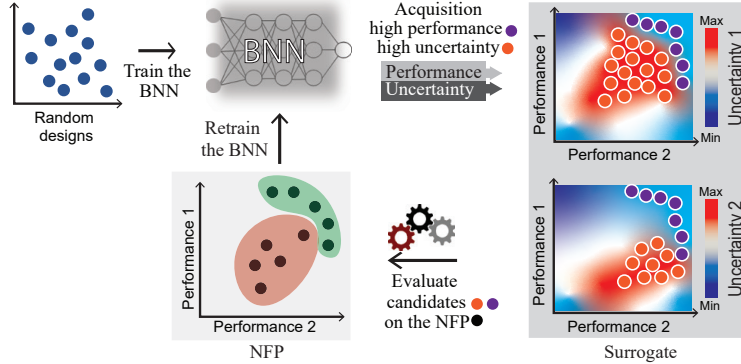 Random
designs
Train the
BNN
BNN
Acquisition
high performance
high uncertainty
Performance
Uncertainty
Performance 1
Performance 2
Max
Min
Uncertainty 1
Retrain
the BNN
Performance 1
Performance 2
NFP
Evaluate
candidates
on the NFP
Performance 1
Performance 2
Max
Min
Uncertainty 2
Surrogate